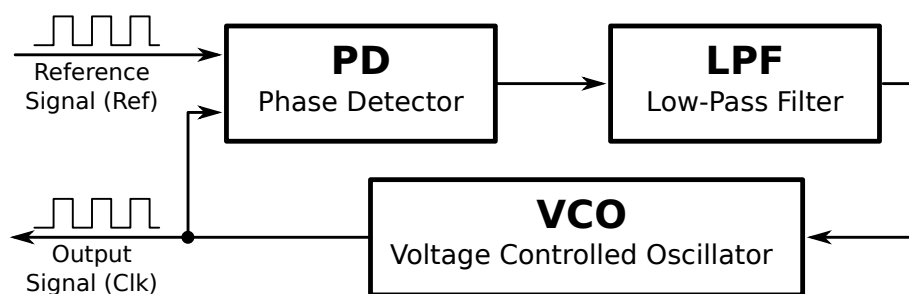 Reference
Signal (Ref)
PD
Phase Detector
LPF
Low-Pass Filter
VCO
Voltage Controlled Oscillator
Output
Signal (Clk)